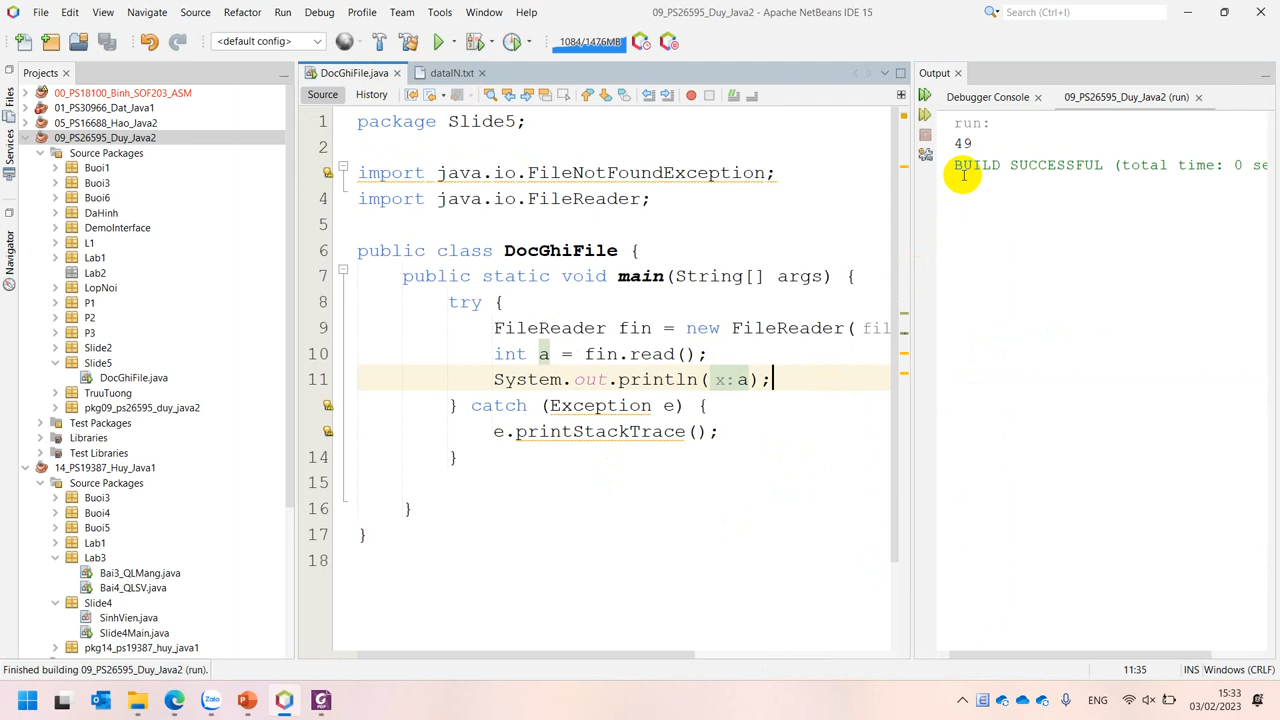 File Edit View Navigate Source Refactor Run Debug Profile Team Tools Window Help
09_PS26595_Duy_Java2 - Apache NetBeans IDE 15
Search (Ctrl+I)
<default config>
1084/1476MB
Projects
DocGhiFile.java
dataIN.txt
Output
Source History
Debugger Console
09_PS26595_Duy_Java2 (run)
Files
Services
Navigator
00_PS18100_Binh_SOF203_ASM
01_PS30966_Dat_Java1
05_PS16688_Hao_Java2
09_PS26595_Duy_Java2
Source Packages
Buoi1
Buoi3
Buoi6
DaHinh
DemoInterface
L1
Lab1
Lab2
LopNoi
P1
P2
P3
Slide2
Slide5
DocGhiFile.java
TruuTuong
pkg09_ps26595_duy_java2
Test Packages
Libraries
Test Libraries
14_PS19387_Huy_Java1
Source Packages
Buoi3
Buoi4
Buoi5
Lab1
Lab3
Bai3_QLMang.java
Bai4_QLSV.java
Slide4
SinhVien.java
Slide4Main.java
pkg14_ps19387_huy_java1
1 package Slide5;
2
import java.io.FileNotFoundException;
4 import java.io.FileReader;
5
6 public class DocGhiFile {
7 public static void main(String[] args) {
8 try {
9 FileReader fin = new FileReader( fil
10 int a = fin.read();
11 System.out.println( x: a);
} catch (Exception e) {
e.printStackTrace();
14 }
15
16 }
17 }
18
run:
49
BUILD SUCCESSFUL (total time: 0 se
Finished building 09_PS26595_Duy_Java2 (run).
11:35
INS
Windows (CRLF)
Zalo
ENG
15:33
03/02/2023